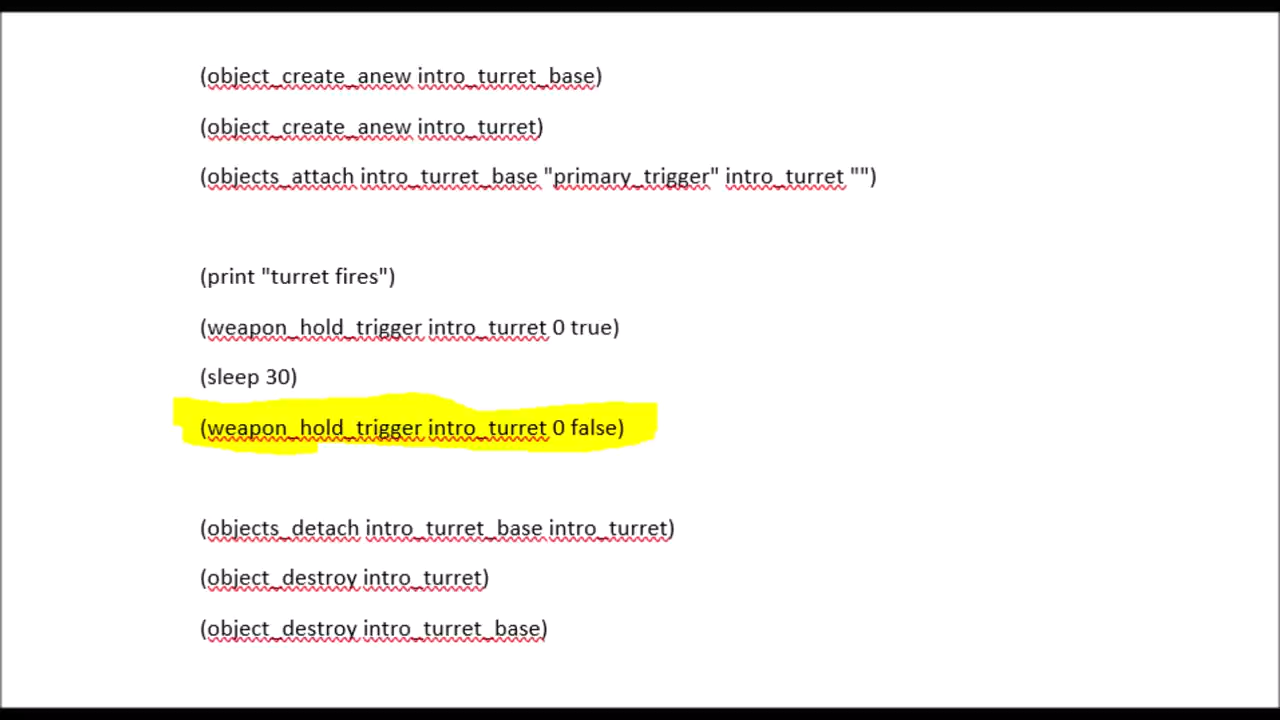 (object_create_anew intro_turret_base)
(object_create_anew intro_turret)
(objects_attach intro_turret_base "primary_trigger" intro_turret "")
(print "turret fires")
(weapon_hold_trigger intro_turret 0 true)
(sleep 30)
(weapon_hold_trigger intro_turret 0 false)
(objects_detach intro_turret_base intro_turret)
(object_destroy intro_turret)
(object_destroy intro_turret_base)